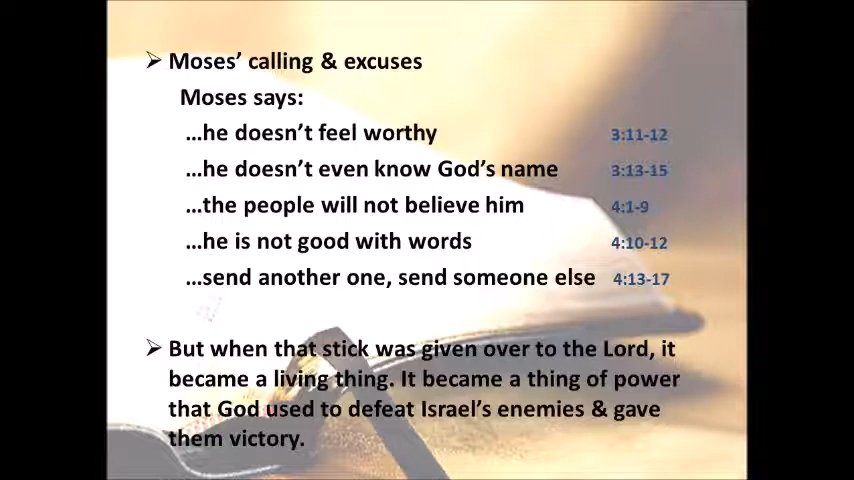 ➢ Moses’ calling & excuses
Moses says:
…he doesn’t feel worthy 3:11-12
…he doesn’t even know God’s name 3:13-15
…the people will not believe him 4:1-9
…he is not good with words 4:10-12
…send another one, send someone else 4:13-17
➢ But when that stick was given over to the Lord, it
became a living thing. It became a thing of power
that God used to defeat Israel’s enemies & gave
them victory.